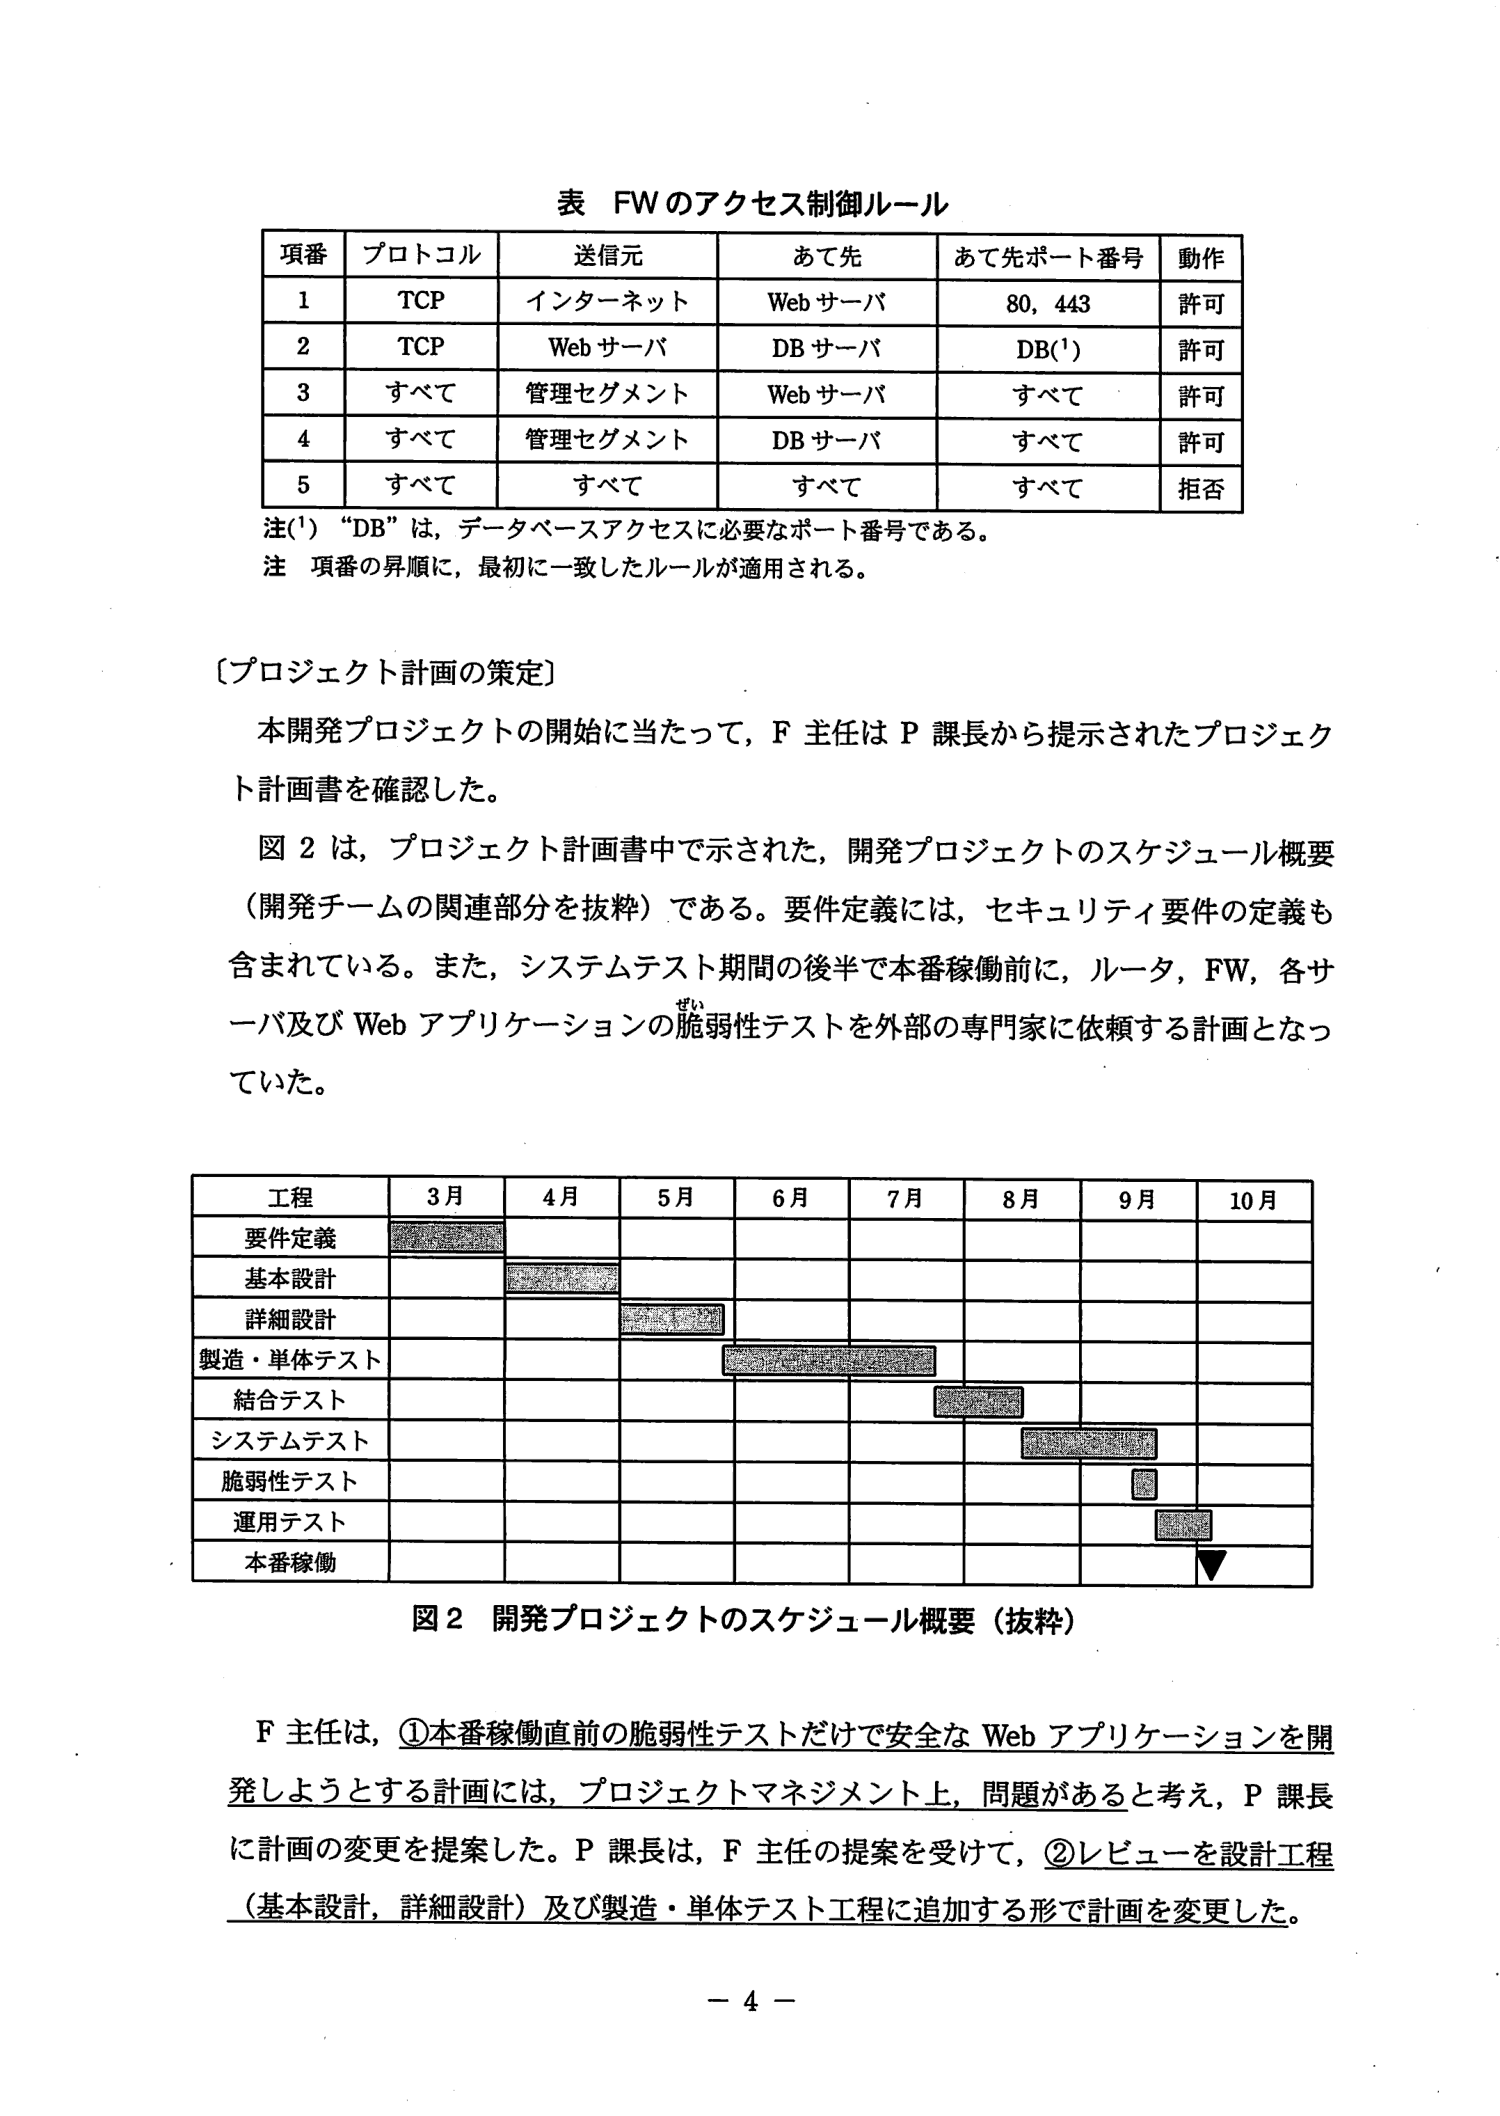 表　FWのアクセス制御ルール
項番 プロトコル 送信元 あて先 あて先ポート番号 動作
1 TCP インターネット Webサーバ 80，443 許可
2 TCP Webサーバ DBサーバ DB(¹) 許可
3 すべて 管理セグメント Webサーバ すべて 許可
4 すべて 管理セグメント DBサーバ すべて 許可
5 すべて すべて すべて すべて 拒否
注(¹)　“DB”は，データベースアクセスに必要なポート番号である。
注　項番の昇順に，最初に一致したルールが適用される。
〔プロジェクト計画の策定〕
本開発プロジェクトの開始に当たって，F 主任は P 課長から提示されたプロジェク
ト計画書を確認した。
図 2 は，プロジェクト計画書中で示された，開発プロジェクトのスケジュール概要
（開発チームの関連部分を抜粋）である。要件定義には，セキュリティ要件の定義も
含まれている。また，システムテスト期間の後半で本番稼働前に，ルータ，FW，各サ
ぜい
ーバ及び Web アプリケーションの脆弱性テストを外部の専門家に依頼する計画となっ
ていた。
工程 3月 4月 5月 6月 7月 8月 9月 10月
要件定義
基本設計
詳細設計
製造・単体テスト
結合テスト
システムテスト
脆弱性テスト
運用テスト
本番稼働
図2　開発プロジェクトのスケジュール概要（抜粋）
F 主任は，①本番稼働直前の脆弱性テストだけで安全な Web アプリケーションを開
発しようとする計画には，プロジェクトマネジメント上，問題があると考え，P 課長
に計画の変更を提案した。P 課長は，F 主任の提案を受けて，②レビューを設計工程
（基本設計，詳細設計）及び製造・単体テスト工程に追加する形で計画を変更した。
－ 4 －